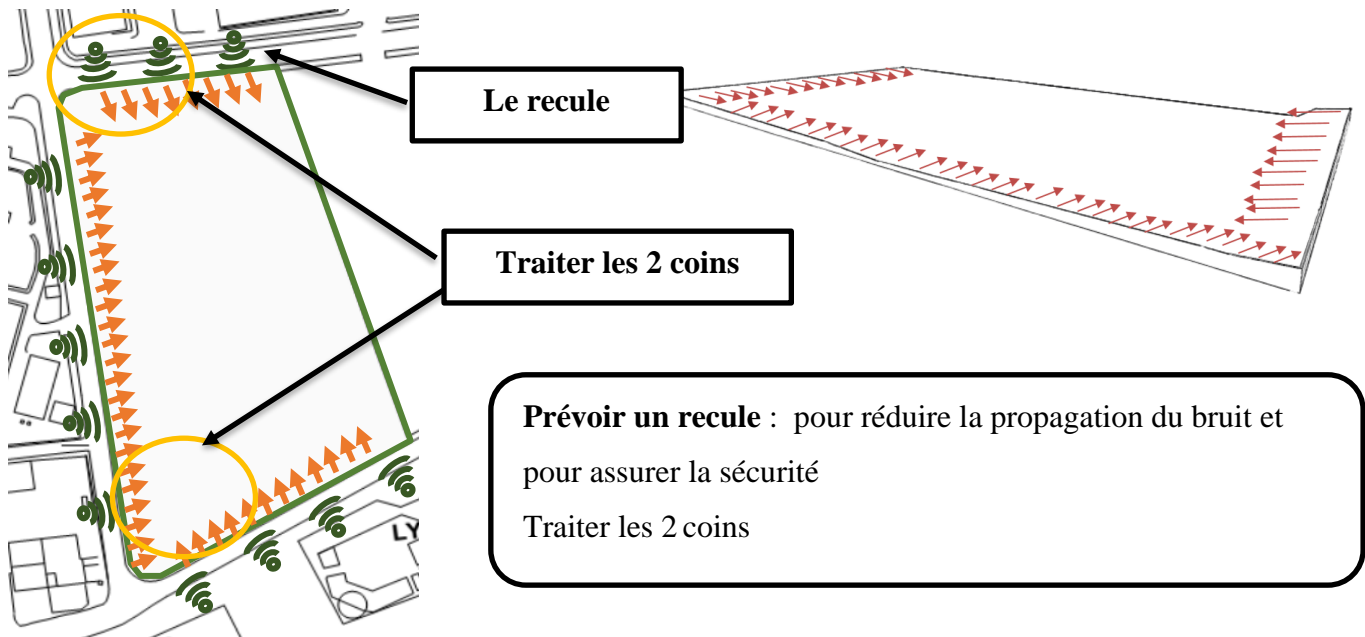 Le recule
Traiter les 2 coins
Prévoir un recule : pour réduire la propagation du bruit et
pour assurer la sécurité
Traiter les 2 coins
LY